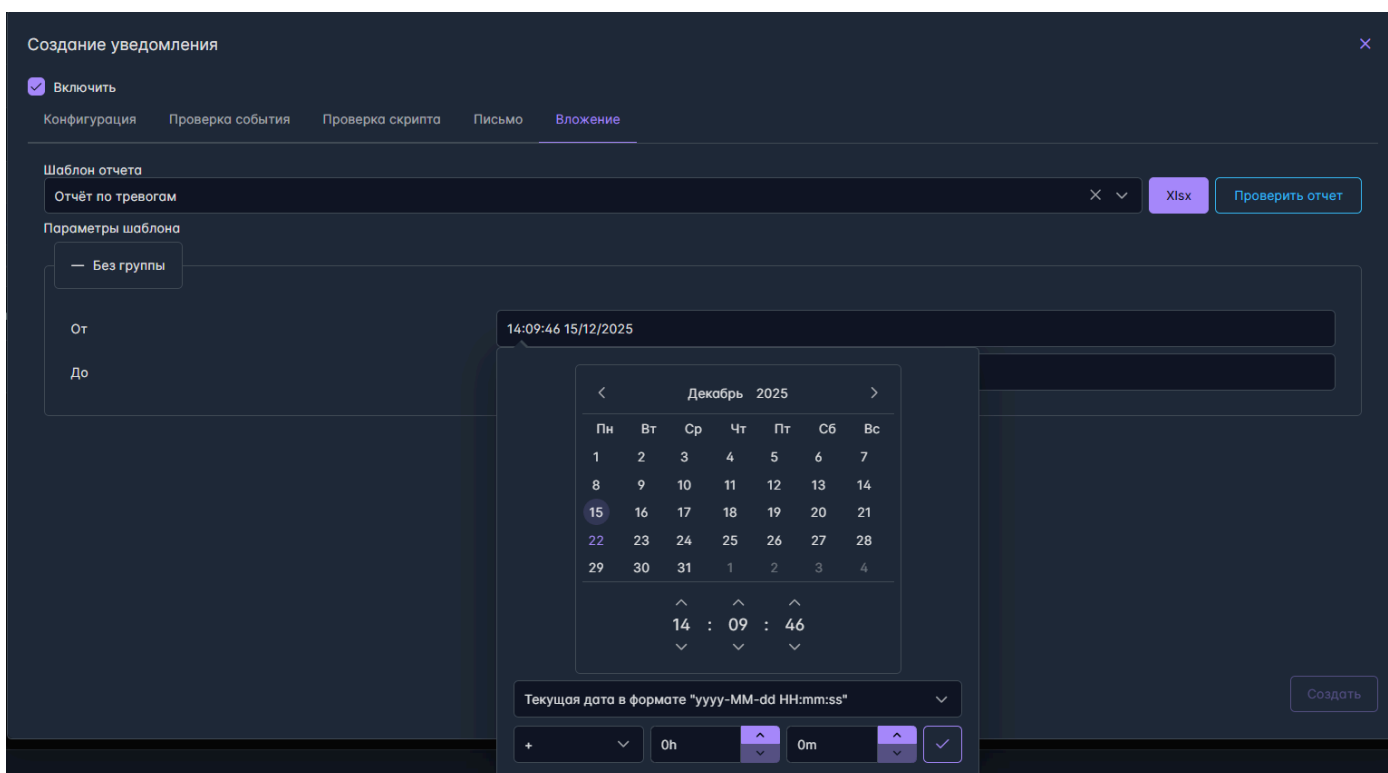 Создание уведомления
Включить
Конфигурация Проверка события Проверка скрипта Письмо Вложение
Шаблон отчета
Отчёт по тревогам Xlsx Проверить отчет
Параметры шаблона
Без группы
От 14:09:46 15/12/2025
До
Декабрь 2025
Пн Вт Ср Чт Пт Сб Вс
1 2 3 4 5 6 7
8 9 10 11 12 13 14
15 16 17 18 19 20 21
22 23 24 25 26 27 28
29 30 31 1 2 3 4
14 : 09 : 46
Текущая дата в формате "yyyy-MM-dd HH:mm:ss"
Создать
+ 0h 0m